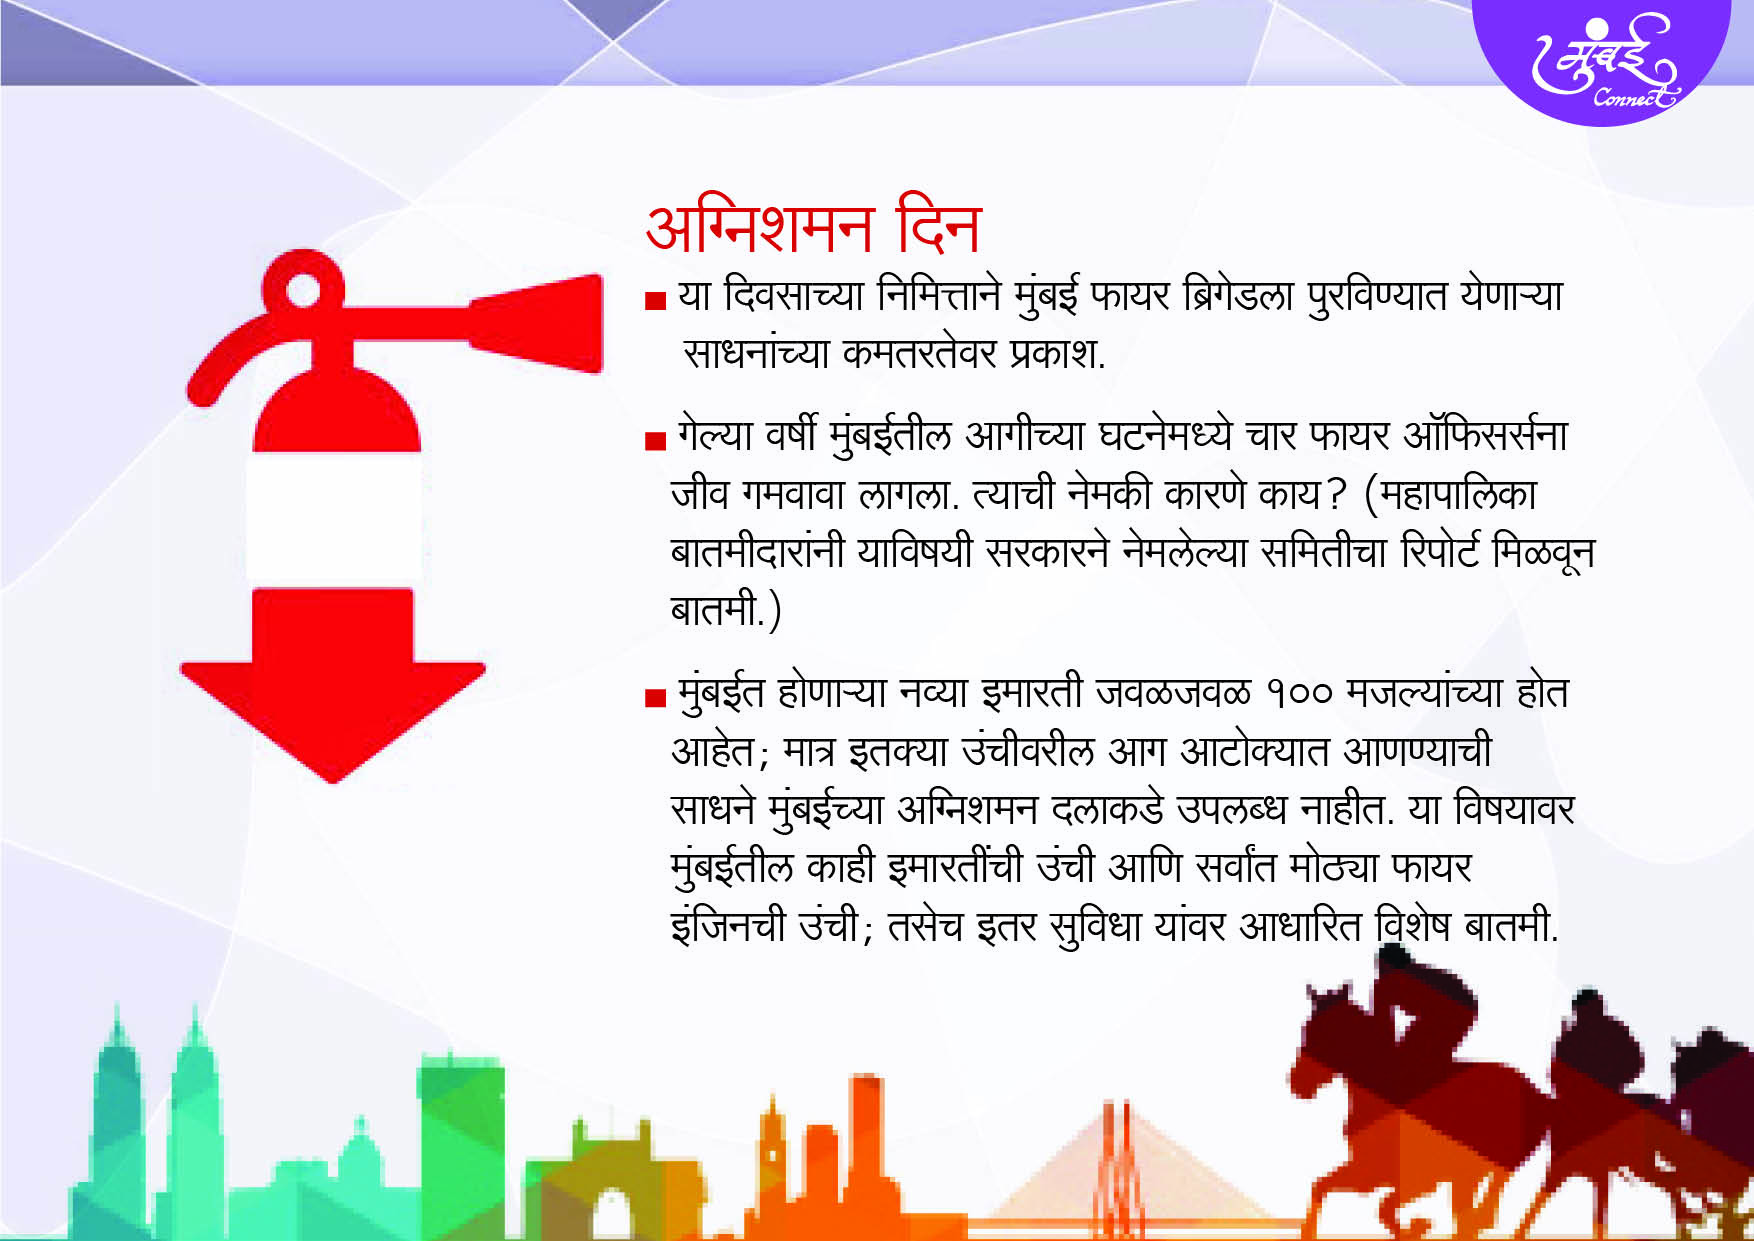 मुंबई
Connect
अग्निशमन दिन
या दिवसाच्या निमित्ताने मुंबई फायर ब्रिगेडला पुरविण्यात येणाऱ्या
साधनांच्या कमतरतेवर प्रकाश.
गेल्या वर्षी मुंबईतील आगीच्या घटनेमध्ये चार फायर ऑफिसर्सना
जीव गमवावा लागला. त्याची नेमकी कारणे काय? (महापालिका
बातमीदारांनी याविषयी सरकारने नेमलेल्या समितीचा रिपोर्ट मिळवून
बातमी.)
मुंबईत होणाऱ्या नव्या इमारती जवळजवळ १०० मजल्यांच्या होत
आहेत; मात्र इतक्या उंचीवरील आग आटोक्यात आणण्याची
साधने मुंबईच्या अग्निशमन दलाकडे उपलब्ध नाहीत. या विषयावर
मुंबईतील काही इमारतींची उंची आणि सर्वांत मोठ्या फायर
इंजिनची उंची; तसेच इतर सुविधा यांवर आधारित विशेष बातमी.